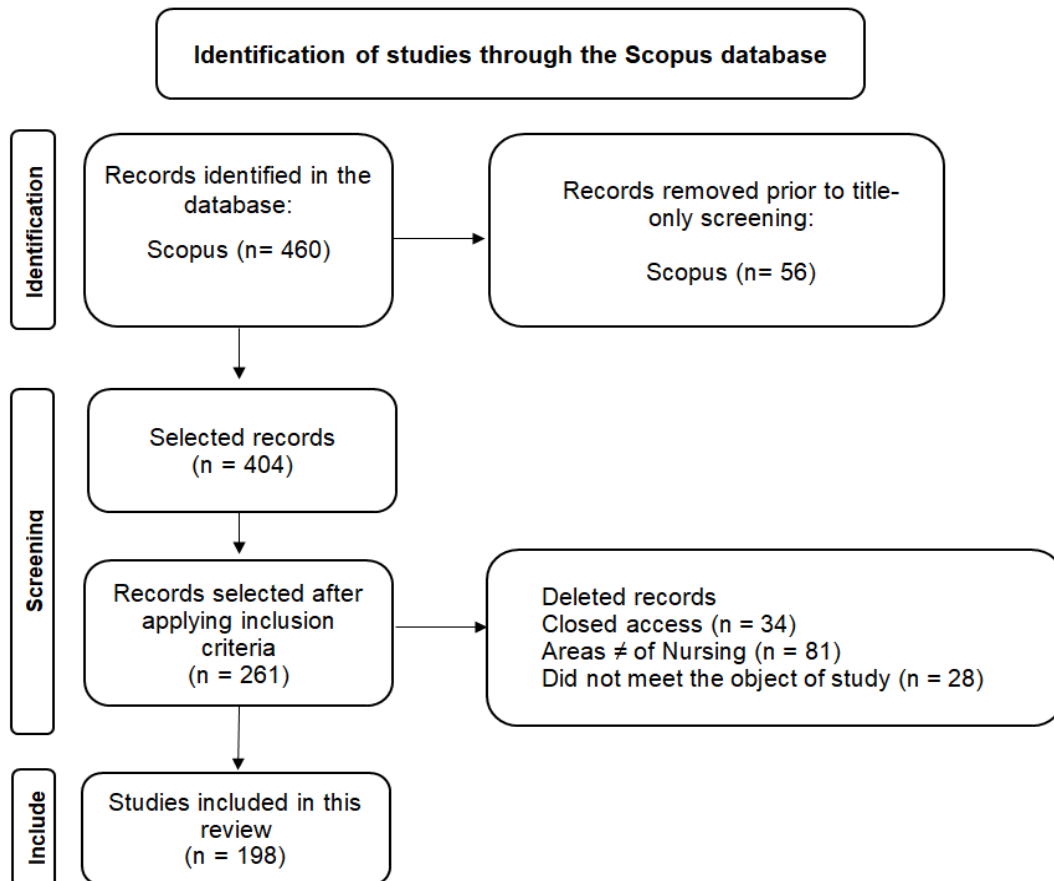 Identification of studies through the Scopus database
Identification
Records identified in the
database:
Scopus (n= 460)
Records removed prior to title-
only screening:
Scopus (n= 56)
Screening
Selected records
(n = 404)
Records selected after
applying inclusion
criteria
(n = 261)
Deleted records
Closed access (n = 34)
Areas ≠ of Nursing (n = 81)
Did not meet the object of study (n = 28)
Include
Studies included in this
review
(n = 198)